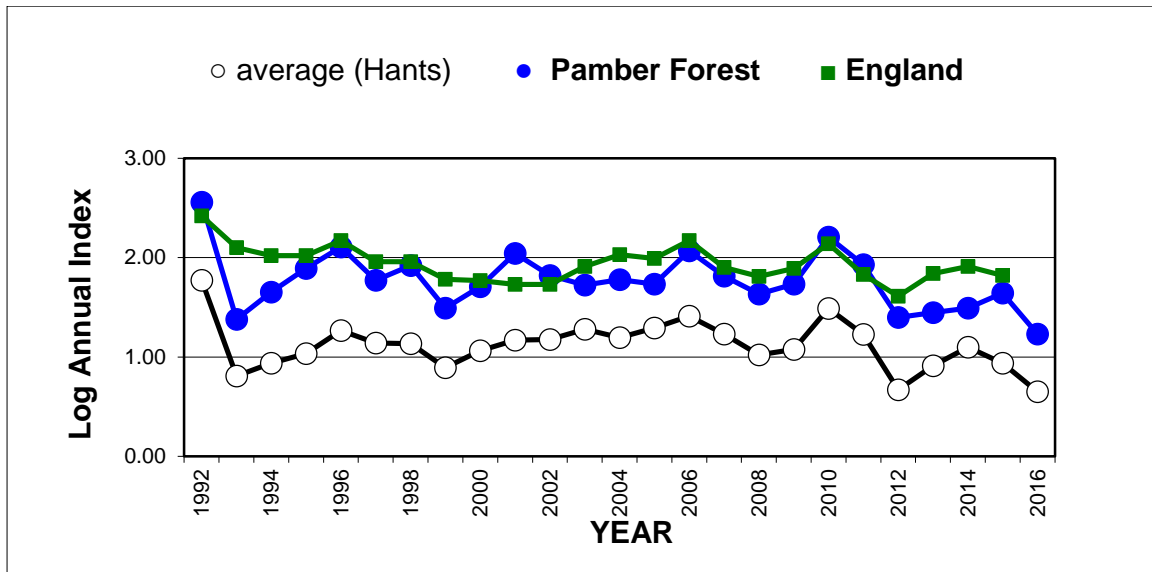 average (Hants) Pamber Forest England
Log Annual Index
3.00
2.00
1.00
0.00
1992 1994 1996 1998 2000 2002 2004 2006 2008 2010 2012 2014 2016
YEAR